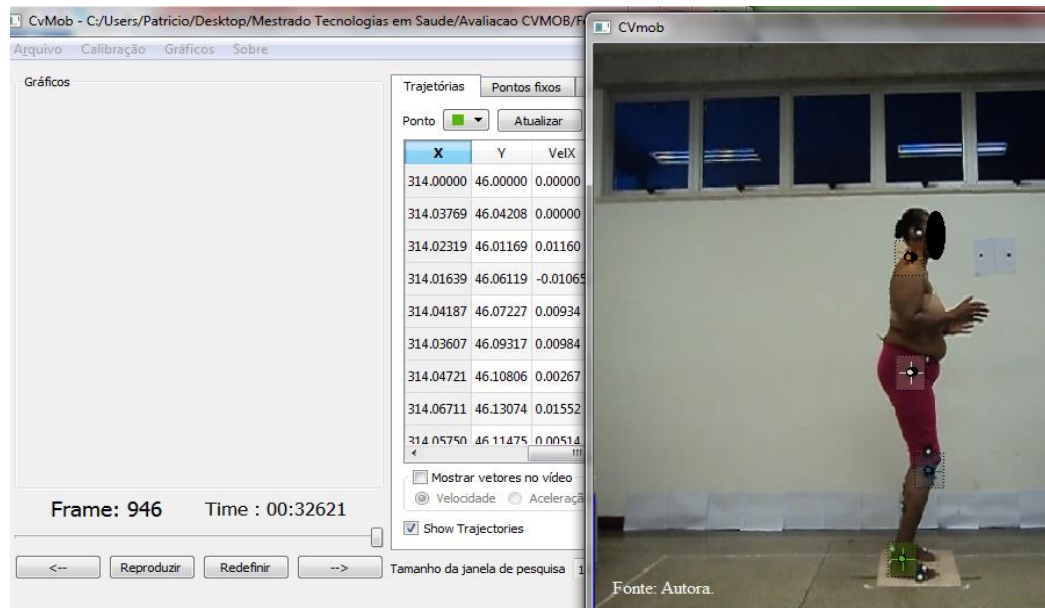 CvMob - C:/Users/Patricio/Desktop/Mestrado Tecnologias em Saude/Avaliacao CVMOB/
Arquivo Calibração Gráficos Sobre
Gráficos
Trajetórias Pontos fixos
Ponto Atualizar
X Y VelX
314.00000 46.00000 0.00000
314.03769 46.04208 0.00000
314.02319 46.01169 0.01160
314.01639 46.06119 -0.01065
314.04187 46.07227 0.00934
314.03607 46.09317 0.00984
314.04721 46.10806 0.00267
314.06711 46.13074 0.01552
314.05750 46.11475 0.00514
Mostrar vetores no vídeo
Velocidade Aceleraçã
Show Trajectories
Frame: 946 Time : 00:32621
<-- Reproduzir Redefinir -->
Tamanho da janela de pesquisa 1
CVmob
Fonte: Autora.